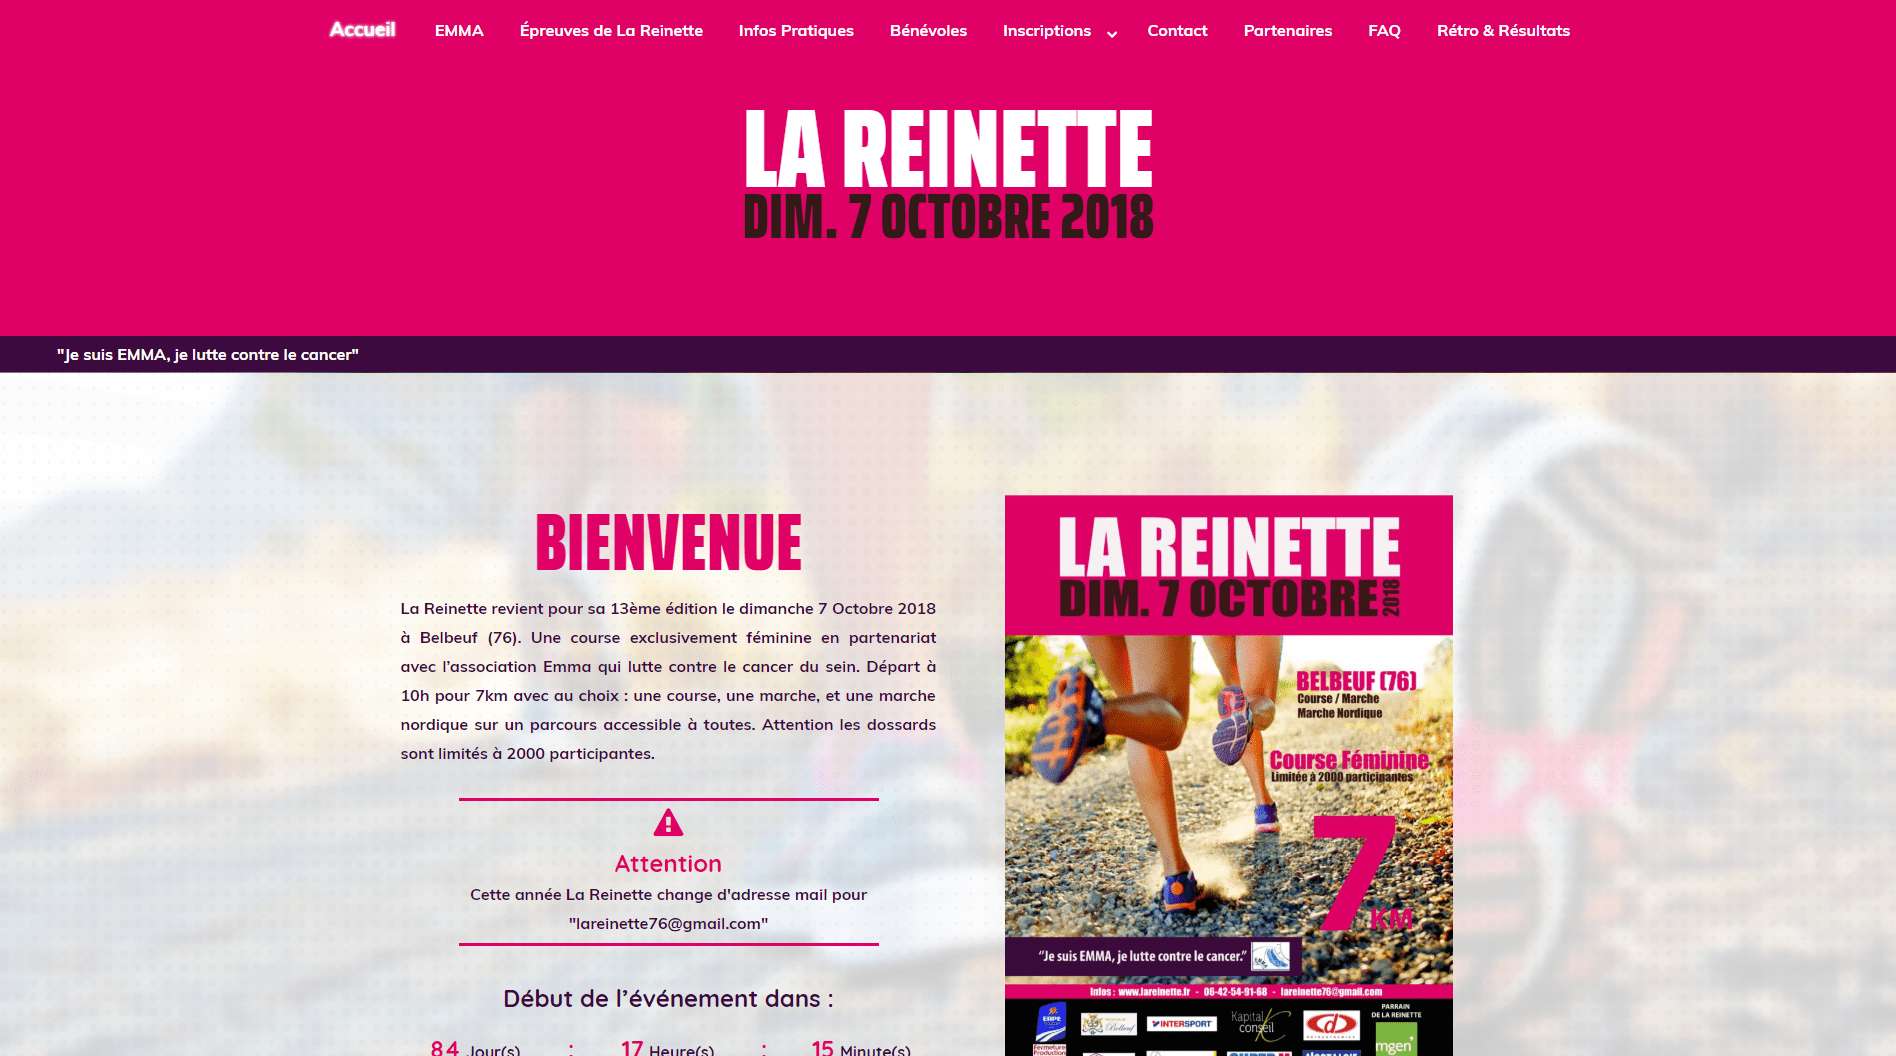 Accueil
EMMA
Épreuves de La Reinette
Infos Pratiques
Bénévoles
Inscriptions
Contact
Partenaires
FAQ
Rétro & Résultats
LA REINETTE
DIM. 7 OCTOBRE 2018
"Je suis EMMA, je lutte contre le cancer"
BIENVENUE
La Reinette revient pour sa 13ème édition le dimanche 7 Octobre 2018
à Belbeuf (76). Une course exclusivement féminine en partenariat
avec l'association Emma qui lutte contre le cancer du sein. Départ à
10h pour 7km avec au choix : une course, une marche, et une marche
nordique sur un parcours accessible à toutes. Attention les dossards
sont limités à 2000 participantes.
Attention
Cette année La Reinette change d'adresse mail pour
"lareinette76@gmail.com"
Début de l'événement dans :
84 Jour(s) : 17 Heure(s) : 15 Minute(s)
LA REINETTE
DIM. 7 OCTOBRE 2018
BELBEUF (76)
Course / Marche
Marche Nordique
Course Féminine
Limitée à 2000 participantes
7 KM
"Je suis EMMA, je lutte contre le cancer."
Infos : www.lareinette.fr - 06-42-54-91-68 - lareinette76@gmail.com
Belbeuf
INTERSPORT
Kapital
conseil
PARRAIN
DE LA REINETTE
mgen
Fermeture
Production